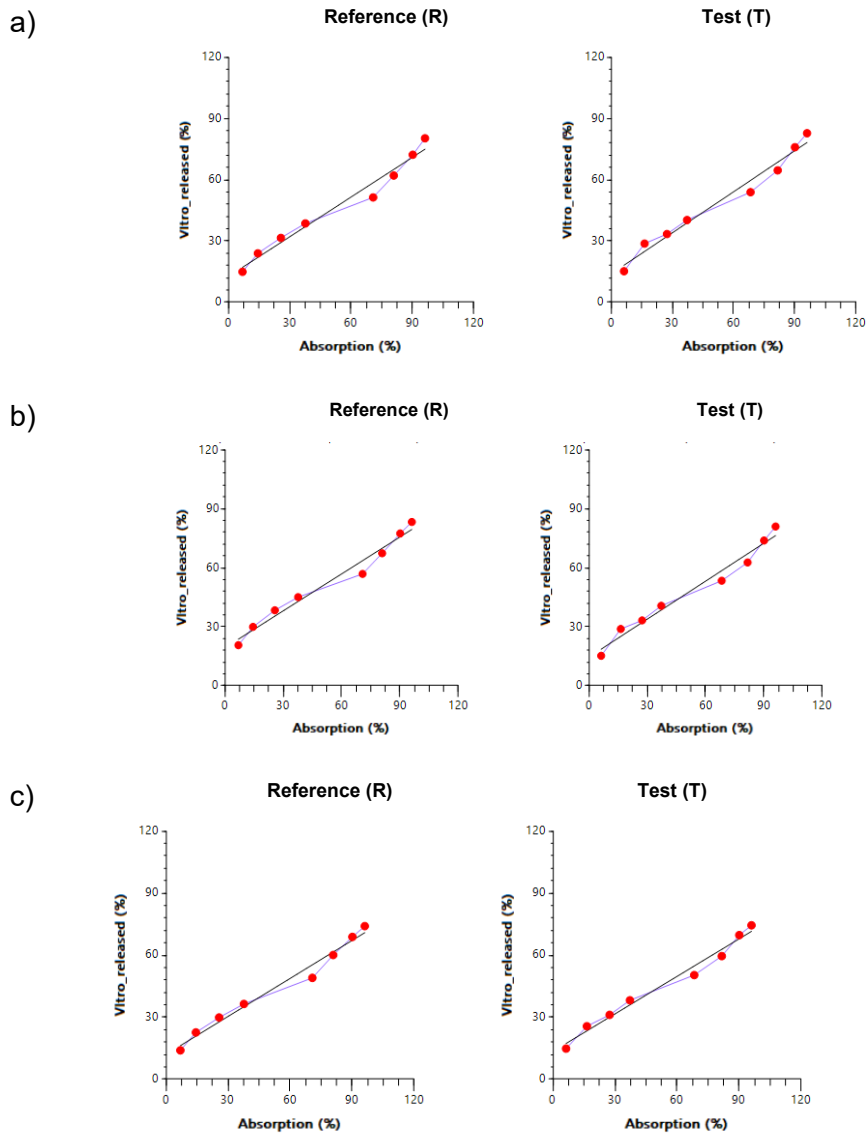 a)
Reference (R)
Test (T)
120
90
60
30
0
VItro_released (%)
0 30 60 90 120
Absorption (%)
120
90
60
30
0
VItro_released (%)
0 30 60 90 120
Absorption (%)
b)
Reference (R)
Test (T)
120
90
60
30
0
VItro_released (%)
0 30 60 90 120
Absorption (%)
120
90
60
30
0
VItro_released (%)
0 30 60 90 120
Absorption (%)
c)
Reference (R)
Test (T)
120
90
60
30
0
VItro_released (%)
0 30 60 90 120
Absorption (%)
120
90
60
30
0
VItro_released (%)
0 30 60 90 120
Absorption (%)